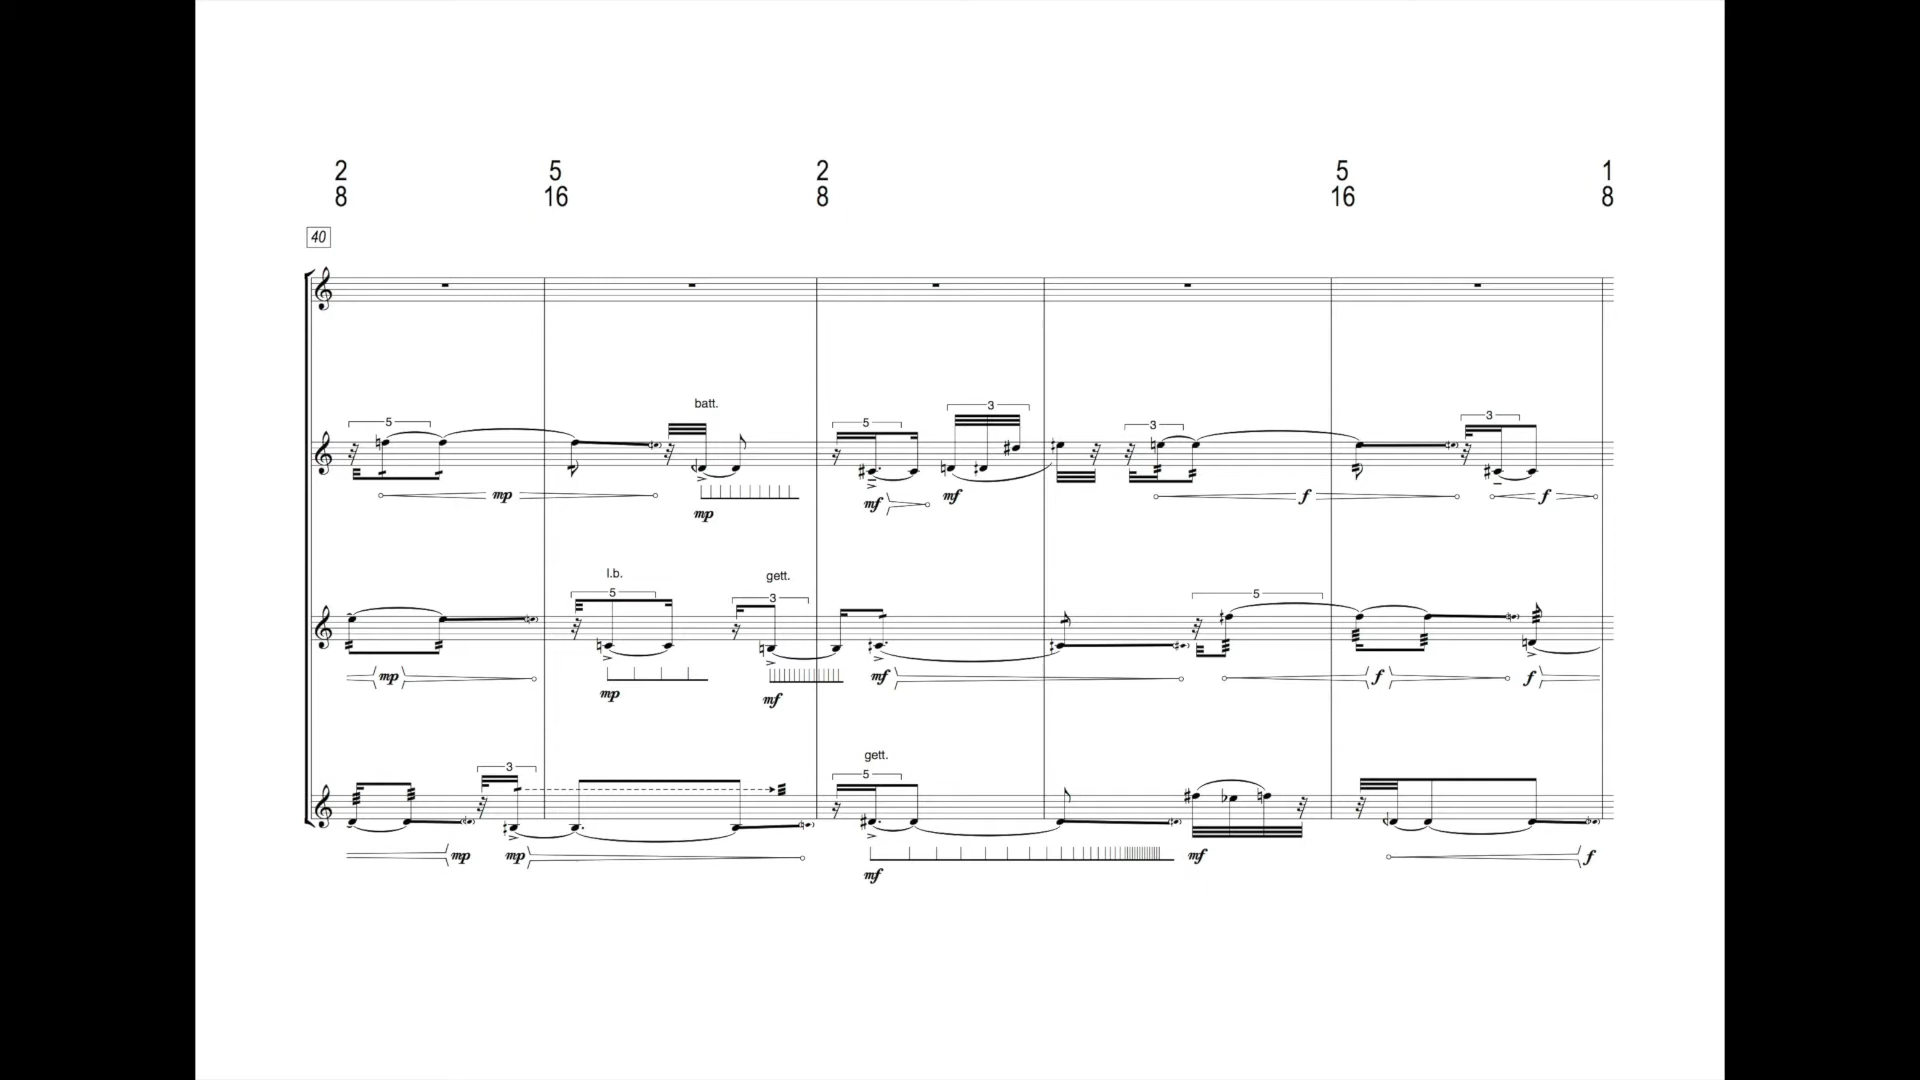 2 5 2 5 1
8 16 8 16 8
40
batt.
3
5 5 3 3
mp mf mf f f
mp
l.b. gett.
5 3 5
mp mf f f
mp mf
gett.
3 5
mp mp mf f
mf